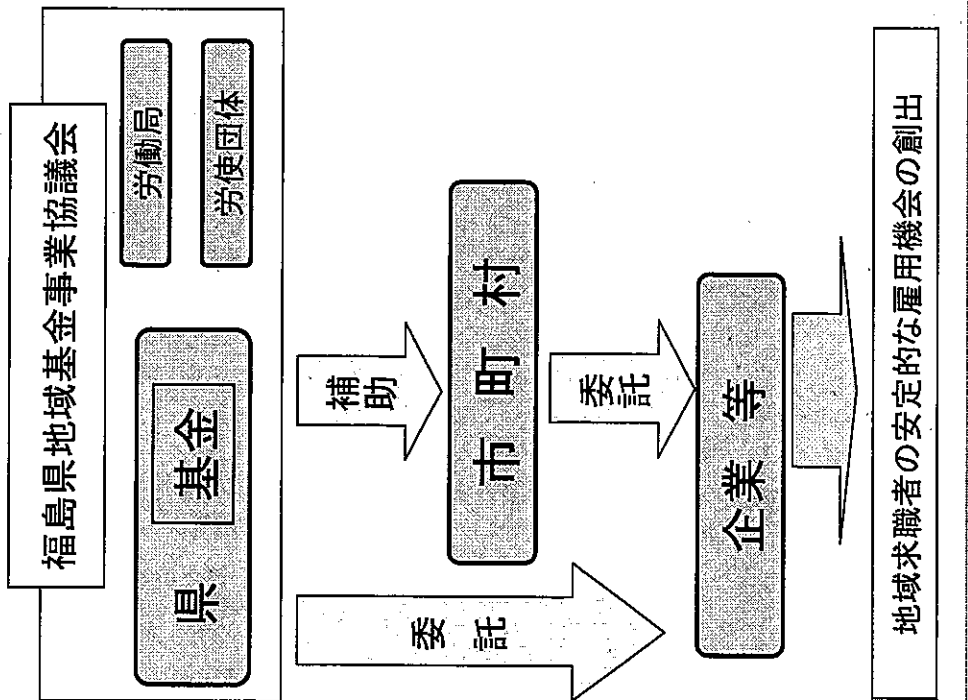 福島県地域基金事業協議会
県
基金
労働局
労使団体
補助
委託
市町村
委託
企業等
地域求職者の安定的な雇用機会の創出